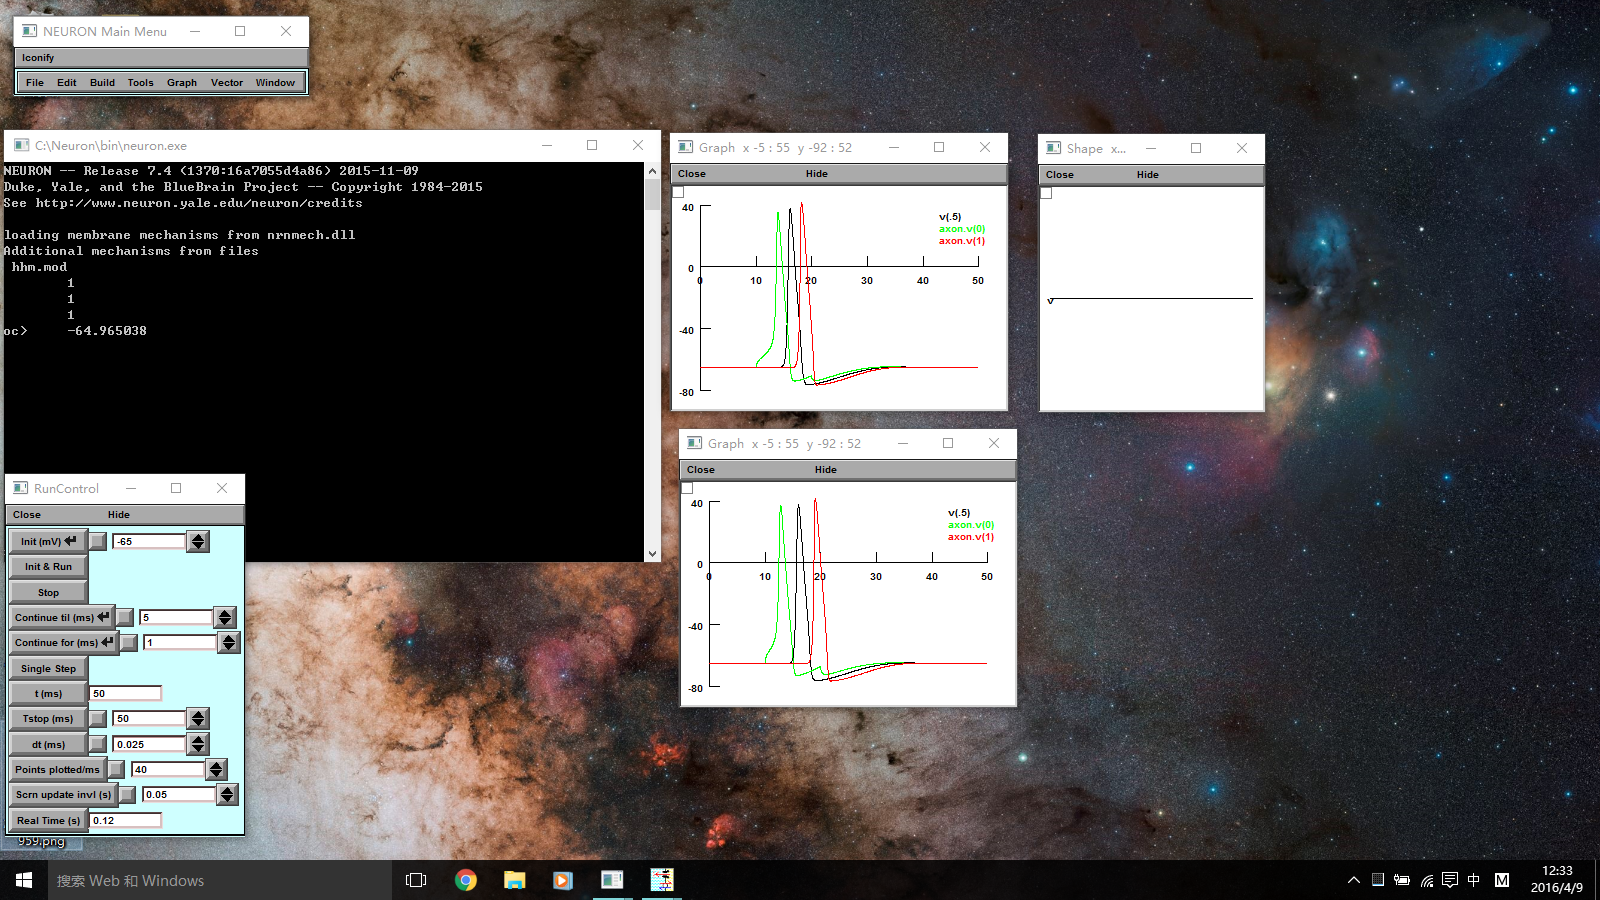 NEURON Main Menu
Iconify
File Edit Build Tools Graph Vector Window
C:\Neuron\bin\neuron.exe
NEURON -- Release 7.4 (1370:16a7055d4a86) 2015-11-09
Duke, Yale, and the BlueBrain Project -- Copyright 1984-2015
See http://www.neuron.yale.edu/neuron/credits
loading membrane mechanisms from nrnmech.dll
Additional mechanisms from files
hhm.mod
1
1
1
oc> -64.965038
Graph x -5 : 55 y -92 : 52
Close Hide
40
0
-40
-80
0 10 20 30 40 50
v(.5)
axon.v(0)
axon.v(1)
Shape x...
Close Hide
v
Graph x -5 : 55 y -92 : 52
Close Hide
40
0
-40
-80
0 10 20 30 40 50
v(.5)
axon.v(0)
axon.v(1)
RunControl
Close Hide
Init (mV) -65
Init & Run
Stop
Continue til (ms) 5
Continue for (ms) 1
Single Step
t (ms) 50
Tstop (ms) 50
dt (ms) 0.025
Points plotted/ms 40
Scrn update invl (s) 0.05
Real Time (s) 0.12
959.png
搜索 Web 和 Windows
中 M
12:33
2016/4/9